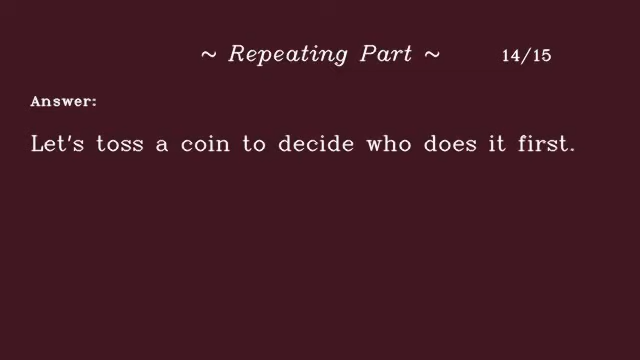 ~ Repeating Part ~ 14/15
Answer:
Let's toss a coin to decide who does it first.